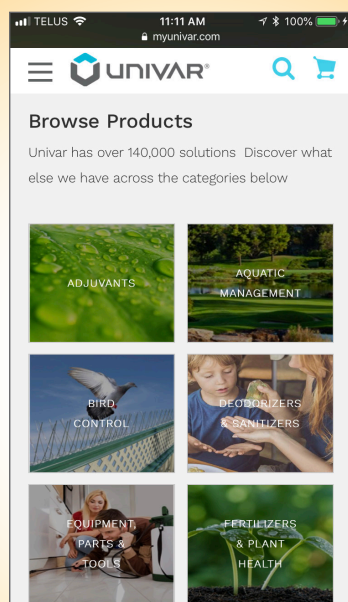 TELUS 11:11 AM 100%
myunivar.com
UNIVAR®
Browse Products
Univar has over 140,000 solutions Discover what
else we have across the categories below
ADJUVANTS
AQUATIC
MANAGEMENT
BIRD
CONTROL
DEODORIZERS
& SANITIZERS
EQUIPMENT,
PARTS &
TOOLS
FERTILIZERS
& PLANT
HEALTH